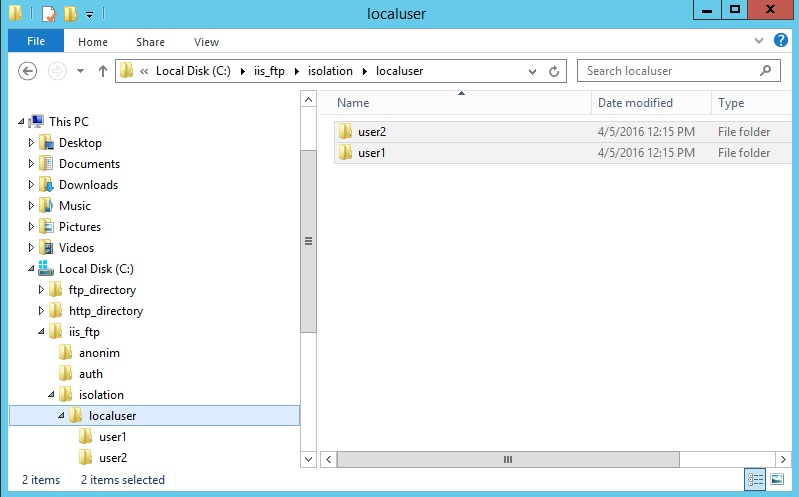 localuser
File Home Share View
« Local Disk (C:) iis_ftp isolation localuser
Search localuser
Name Date modified Type
This PC
Desktop
Documents
Downloads
Music
Pictures
Videos
Local Disk (C:)
ftp_directory
http_directory
iis_ftp
anonim
auth
isolation
localuser
user1
user2
user2 4/5/2016 12:15 PM File folder
user1 4/5/2016 12:15 PM File folder
2 items 2 items selected